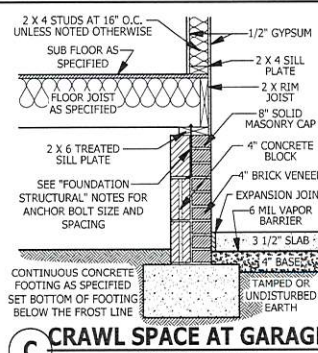 2 X 4 STUDS AT 16" O.C.
UNLESS NOTED OTHERWISE
SUB FLOOR AS
SPECIFIED
FLOOR JOIST
AS SPECIFIED
2 X 6 TREATED
SILL PLATE
SEE "FOUNDATION
STRUCTURAL" NOTES FOR
ANCHOR BOLT SIZE AND
SPACING
CONTINUOUS CONCRETE
FOOTING AS SPECIFIED
SET BOTTOM OF FOOTING
BELOW THE FROST LINE
1/2" GYPSUM
2 X 4 SILL
PLATE
2 X RIM
JOIST
8" SOLID
MASONRY CAP
4" CONCRETE
BLOCK
4" BRICK VENEE
EXPANSION JOIN
6 MIL VAPOR
BARRIER
3 1/2" SLAB
4" BASE
TAMPED OR
UNDISTURBED
EARTH
C CRAWL SPACE AT GARAGE